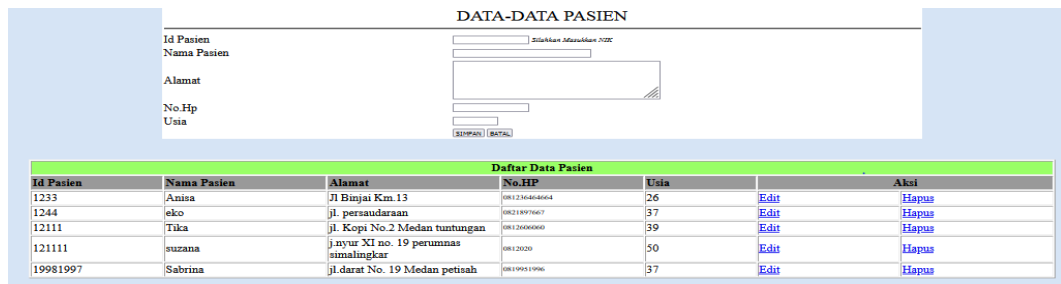 DATA-DATA PASIEN
Id Pasien Silahkan Masukkan NIK
Nama Pasien
Alamat
No.Hp
Usia
SIMPAN BATAL
Daftar Data Pasien
Id Pasien Nama Pasien Alamat No.HP Usia Aksi
1233 Anisa Jl Binjai Km.13 081236464664 26 Edit Hapus
1244 eko jl. persaudaraan 0821897667 37 Edit Hapus
12111 Tika jl. Kopi No.2 Medan tuntungan 0812606060 39 Edit Hapus
121111 suzana j.nyur XI no. 19 perumnas simalingkar 0812020 50 Edit Hapus
19981997 Sabrina jl.darat No. 19 Medan petisah 0819951996 37 Edit Hapus